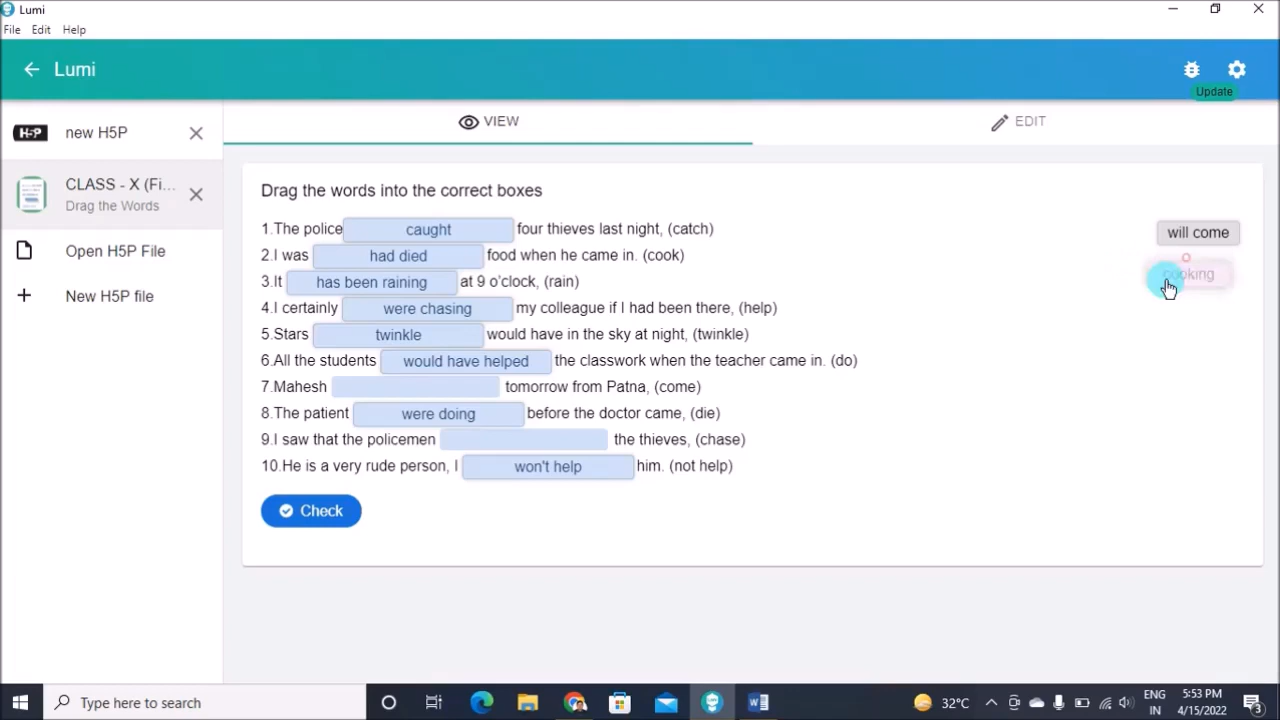 Lumi
File Edit Help
Lumi
Update
H5P new H5P
VIEW
EDIT
CLASS - X (Fi...
Drag the Words
Open H5P File
New H5P file
Drag the words into the correct boxes
1.The police caught four thieves last night, (catch)
2.I was had died food when he came in. (cook)
3.It has been raining at 9 o'clock, (rain)
4.I certainly were chasing my colleague if I had been there, (help)
5.Stars twinkle would have in the sky at night, (twinkle)
6.All the students would have helped the classwork when the teacher came in. (do)
7.Mahesh tomorrow from Patna, (come)
8.The patient were doing before the doctor came, (die)
9.I saw that the policemen the thieves, (chase)
10.He is a very rude person, I won't help him. (not help)
will come
cooking
Check
Type here to search
32°C
ENG
IN
5:53 PM
4/15/2022
3